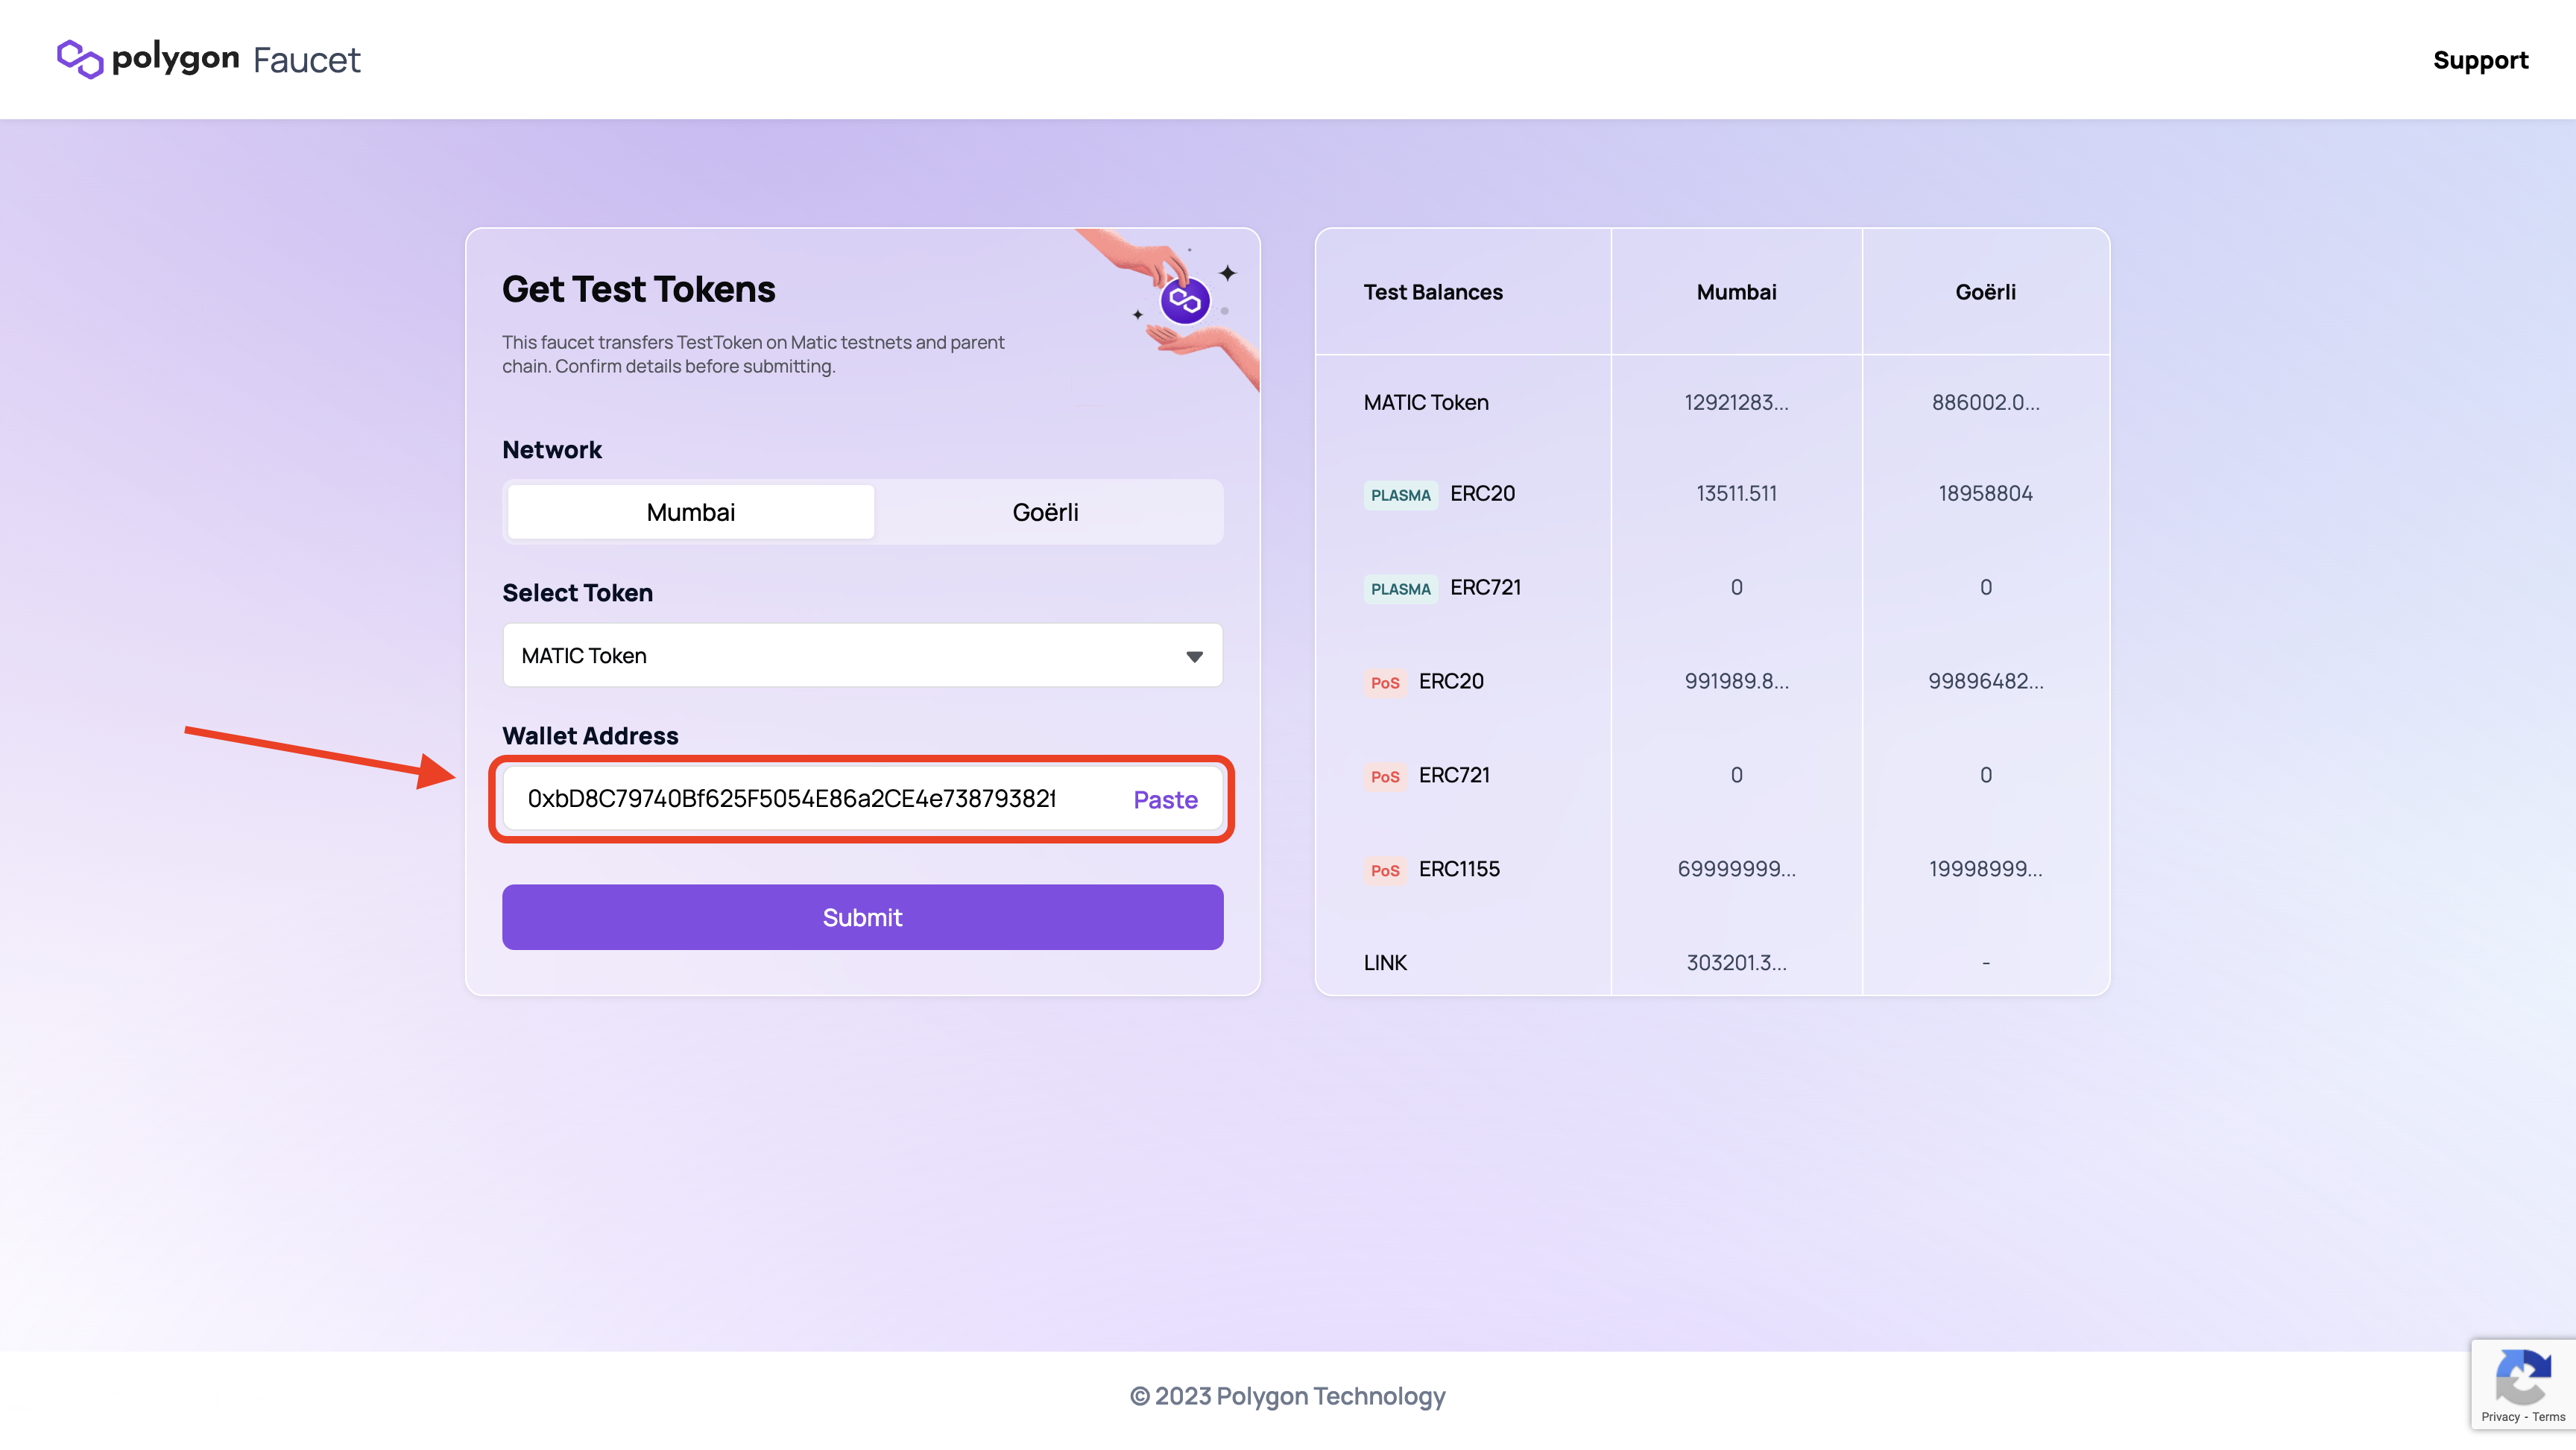 polygon Faucet
Support
Get Test Tokens
This faucet transfers TestToken on Matic testnets and parent
chain. Confirm details before submitting.
Network
Mumbai Goërli
Select Token
MATIC Token
Wallet Address
0xbD8C79740Bf625F5054E86a2CE4e73879382f Paste
Submit
Test Balances Mumbai Goërli
MATIC Token 12921283... 886002.0...
PLASMA ERC20 13511.511 18958804
PLASMA ERC721 0 0
PoS ERC20 991989.8... 99896482...
PoS ERC721 0 0
PoS ERC1155 69999999... 19998999...
LINK 303201.3... -
© 2023 Polygon Technology
Privacy - Terms